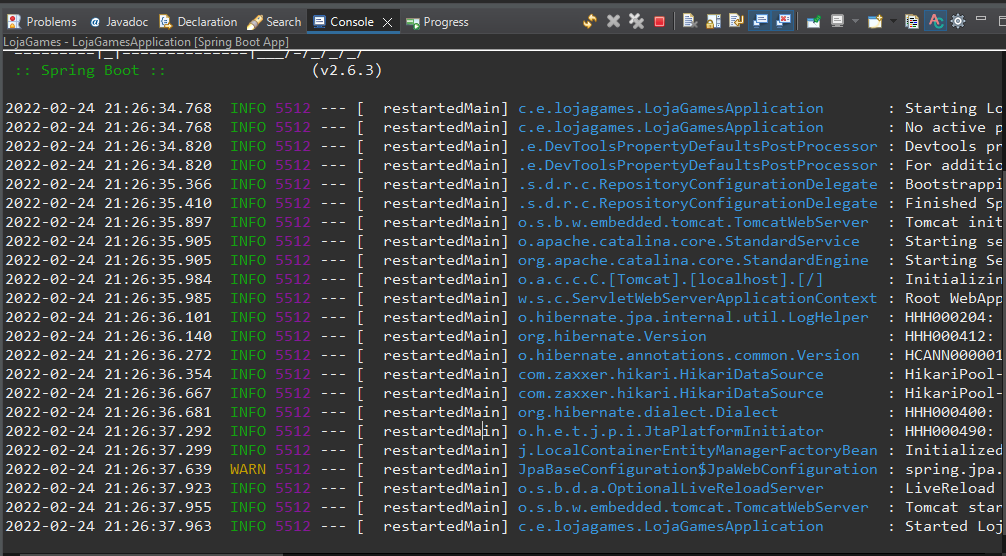 Problems Javadoc Declaration Search Console Progress
LojaGames - LojaGamesApplication [Spring Boot App]
:: Spring Boot :: (v2.6.3)
2022-02-24 21:26:34.768 INFO 5512 --- [ restartedMain] c.e.lojagames.LojaGamesApplication : Starting Lo
2022-02-24 21:26:34.768 INFO 5512 --- [ restartedMain] c.e.lojagames.LojaGamesApplication : No active p
2022-02-24 21:26:34.820 INFO 5512 --- [ restartedMain] .e.DevToolsPropertyDefaultsPostProcessor : Devtools pr
2022-02-24 21:26:34.820 INFO 5512 --- [ restartedMain] .e.DevToolsPropertyDefaultsPostProcessor : For additio
2022-02-24 21:26:35.366 INFO 5512 --- [ restartedMain] .s.d.r.c.RepositoryConfigurationDelegate : Bootstrappi
2022-02-24 21:26:35.410 INFO 5512 --- [ restartedMain] .s.d.r.c.RepositoryConfigurationDelegate : Finished Sp
2022-02-24 21:26:35.897 INFO 5512 --- [ restartedMain] o.s.b.w.embedded.tomcat.TomcatWebServer : Tomcat init
2022-02-24 21:26:35.905 INFO 5512 --- [ restartedMain] o.apache.catalina.core.StandardService : Starting se
2022-02-24 21:26:35.905 INFO 5512 --- [ restartedMain] org.apache.catalina.core.StandardEngine : Starting Se
2022-02-24 21:26:35.984 INFO 5512 --- [ restartedMain] o.a.c.c.C.[Tomcat].[localhost].[/] : Initializin
2022-02-24 21:26:35.985 INFO 5512 --- [ restartedMain] w.s.c.ServletWebServerApplicationContext : Root WebApp
2022-02-24 21:26:36.101 INFO 5512 --- [ restartedMain] o.hibernate.jpa.internal.util.LogHelper : HHH000204:
2022-02-24 21:26:36.140 INFO 5512 --- [ restartedMain] org.hibernate.Version : HHH000412:
2022-02-24 21:26:36.272 INFO 5512 --- [ restartedMain] o.hibernate.annotations.common.Version : HCANN000001
2022-02-24 21:26:36.354 INFO 5512 --- [ restartedMain] com.zaxxer.hikari.HikariDataSource : HikariPool-
2022-02-24 21:26:36.667 INFO 5512 --- [ restartedMain] com.zaxxer.hikari.HikariDataSource : HikariPool-
2022-02-24 21:26:36.681 INFO 5512 --- [ restartedMain] org.hibernate.dialect.Dialect : HHH000400:
2022-02-24 21:26:37.292 INFO 5512 --- [ restartedMain] o.h.e.t.j.p.i.JtaPlatformInitiator : HHH000490:
2022-02-24 21:26:37.299 INFO 5512 --- [ restartedMain] j.LocalContainerEntityManagerFactoryBean : Initialized
2022-02-24 21:26:37.639 WARN 5512 --- [ restartedMain] JpaBaseConfiguration$JpaWebConfiguration : spring.jpa.
2022-02-24 21:26:37.923 INFO 5512 --- [ restartedMain] o.s.b.d.a.OptionalLiveReloadServer : LiveReload
2022-02-24 21:26:37.955 INFO 5512 --- [ restartedMain] o.s.b.w.embedded.tomcat.TomcatWebServer : Tomcat star
2022-02-24 21:26:37.963 INFO 5512 --- [ restartedMain] c.e.lojagames.LojaGamesApplication : Started Loj